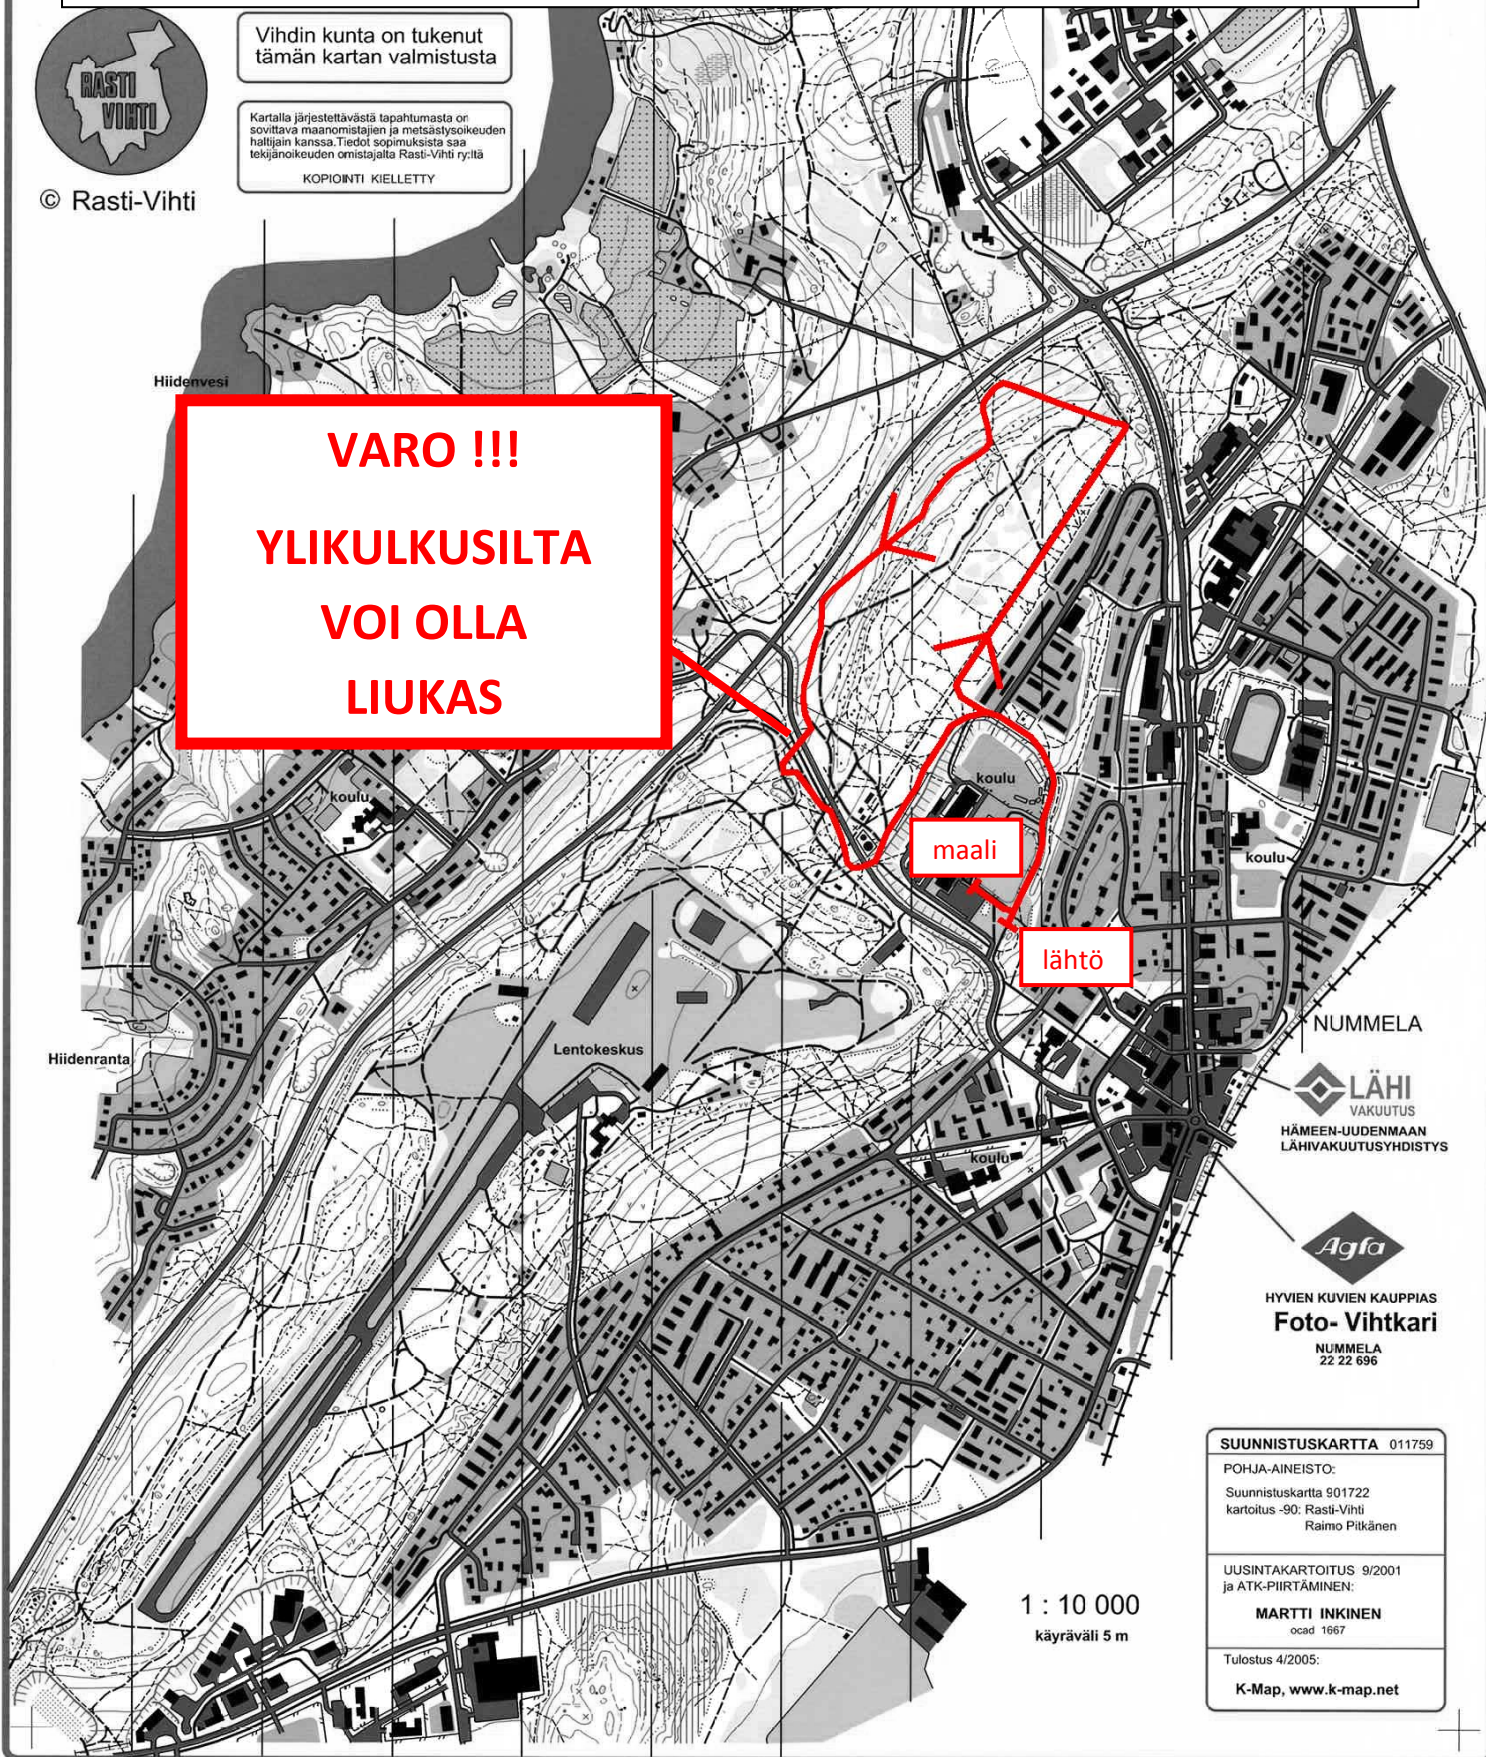 RASTI
VIHTI
© Rasti-Vihti
Vihdin kunta on tukenut
tämän kartan valmistusta
Kartalla järjestettävästä tapahtumasta on
sovittava maanomistajien ja metsästysoikeuden
haltijain kanssa.Tiedot sopimuksista saa
tekijänoikeuden omistajalta Rasti-Vihti ry:ltä
KOPIOINTI KIELLETTY
Hiidenvesi
VARO !!!
YLIKULKUSILTA
VOI OLLA
LIUKAS
koulu
koulu
maali
koulu
lähtö
NUMMELA
Hiidenranta
Lentokeskus
LÄHI
VAKUUTUS
HÄMEEN-UUDENMAAN
LÄHIVAKUUTUSYHDISTYS
koulu
Agfa
HYVIEN KUVIEN KAUPPIAS
Foto- Vihtkari
NUMMELA
22 22 696
1 : 10 000
käyräväli 5 m
SUUNNISTUSKARTTA 011759
POHJA-AINEISTO:
Suunnistuskartta 901722
kartoitus -90: Rasti-Vihti
Raimo Pitkänen
UUSINTAKARTOITUS 9/2001
ja ATK-PIIRTÄMINEN:
MARTTI INKINEN
ocad 1667
Tulostus 4/2005:
K-Map, www.k-map.net